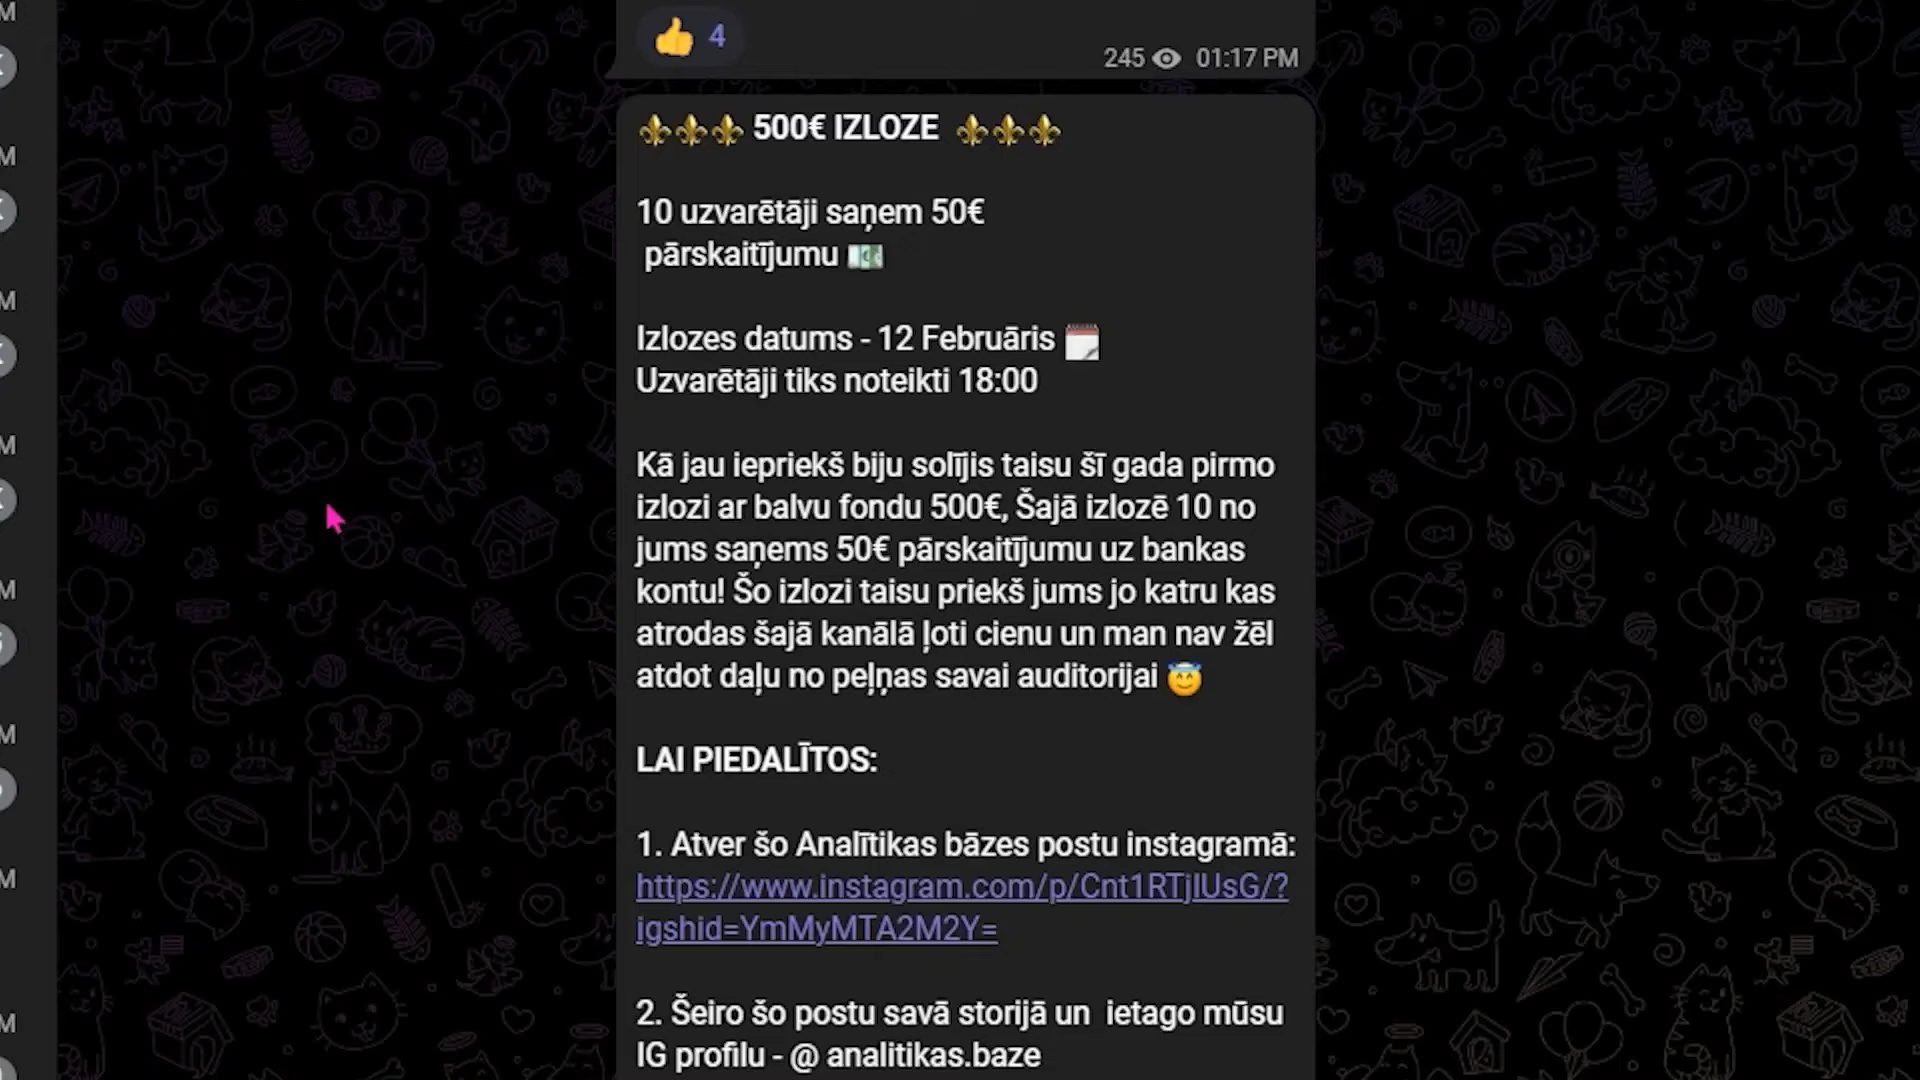 👍 4
245 01:17 PM
⚜️⚜️⚜️ 500€ IZLOZE ⚜️⚜️⚜️
10 uzvarētāji saņem 50€
pārskaitījumu 💶
Izlozes datums - 12 Februāris 🗓
Uzvarētāji tiks noteikti 18:00
Kā jau iepriekš biju solījis taisu šī gada pirmo
izlozi ar balvu fondu 500€, Šajā izlozē 10 no
jums saņems 50€ pārskaitījumu uz bankas
kontu! Šo izlozi taisu priekš jums jo katru kas
atrodas šajā kanālā ļoti cienu un man nav žēl
atdot daļu no peļņas savai auditorijai 😇
LAI PIEDALĪTOS:
1. Atver šo Analītikas bāzes postu instagramā:
https://www.instagram.com/p/Cnt1RTjIUsG/?
igshid=YmMyMTA2M2Y=
2. Šeiro šo postu savā storijā un ietago mūsu
IG profilu - @ analitikas.baze